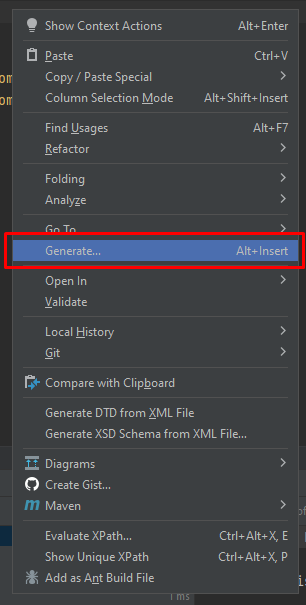 Show Context Actions Alt+Enter
Paste Ctrl+V
Copy / Paste Special
Column Selection Mode Alt+Shift+Insert
Find Usages Alt+F7
Refactor
Folding
Analyze
Go To
Generate... Alt+Insert
Open In
Validate
Local History
Git
Compare with Clipboard
Generate DTD from XML File
Generate XSD Schema from XML File...
Diagrams
Create Gist...
Maven
Evaluate XPath... Ctrl+Alt+X, E
Show Unique XPath Ctrl+Alt+X, P
Add as Ant Build File